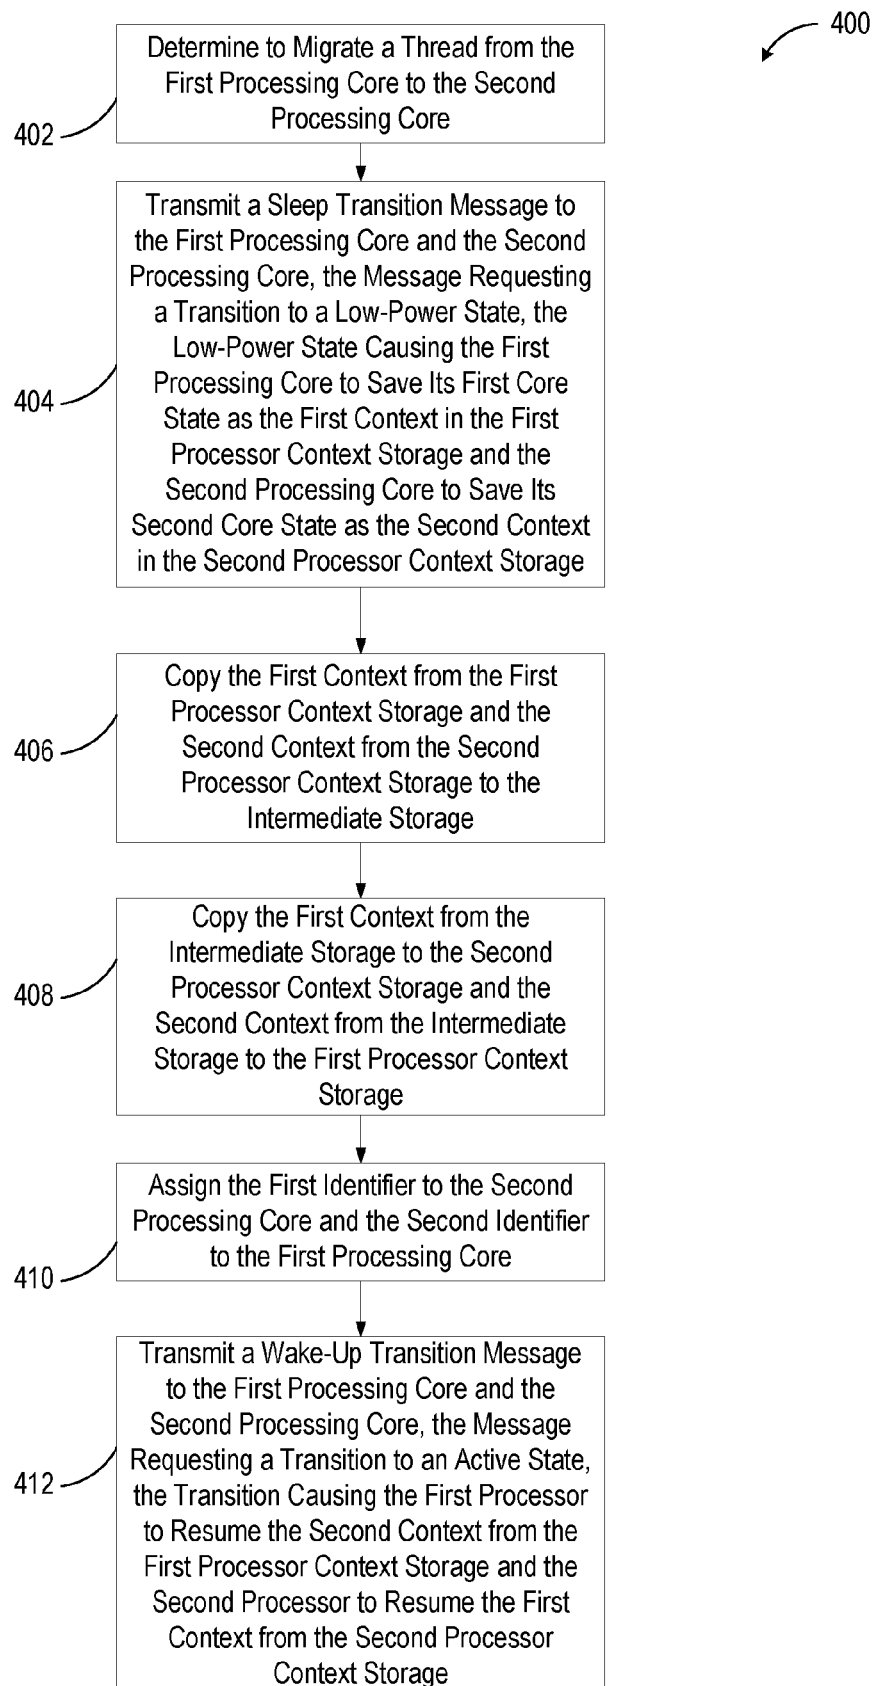 400
Determine to Migrate a Thread from the
First Processing Core to the Second
Processing Core
402
Transmit a Sleep Transition Message to
the First Processing Core and the Second
Processing Core, the Message Requesting
a Transition to a Low-Power State, the
Low-Power State Causing the First
Processing Core to Save Its First Core
State as the First Context in the First
Processor Context Storage and the
Second Processing Core to Save Its
Second Core State as the Second Context
in the Second Processor Context Storage
404
Copy the First Context from the First
Processor Context Storage and the
Second Context from the Second
Processor Context Storage to the
Intermediate Storage
406
Copy the First Context from the
Intermediate Storage to the Second
Processor Context Storage and the
Second Context from the Intermediate
Storage to the First Processor Context
Storage
408
Assign the First Identifier to the Second
Processing Core and the Second Identifier
to the First Processing Core
410
Transmit a Wake-Up Transition Message
to the First Processing Core and the
Second Processing Core, the Message
Requesting a Transition to an Active State,
the Transition Causing the First Processor
to Resume the Second Context from the
First Processor Context Storage and the
Second Processor to Resume the First
Context from the Second Processor
Context Storage
412